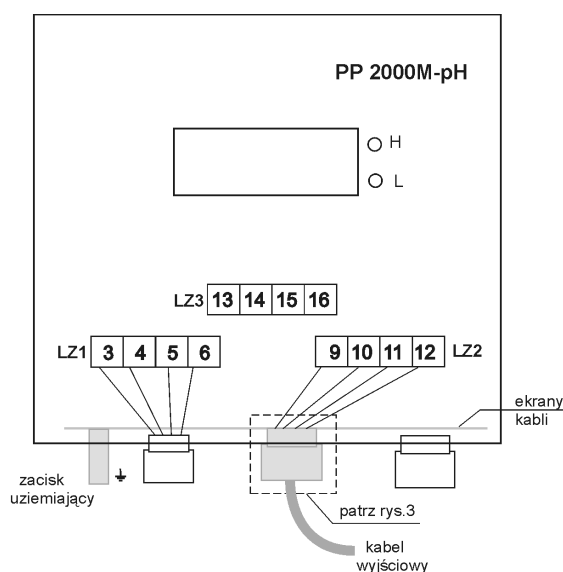 PP 2000M-pH
H
L
LZ3 13 14 15 16
LZ1 3 4 5 6
9 10 11 12 LZ2
ekrany
kabli
zacisk
uziemiający
patrz rys.3
kabel
wyjściowy